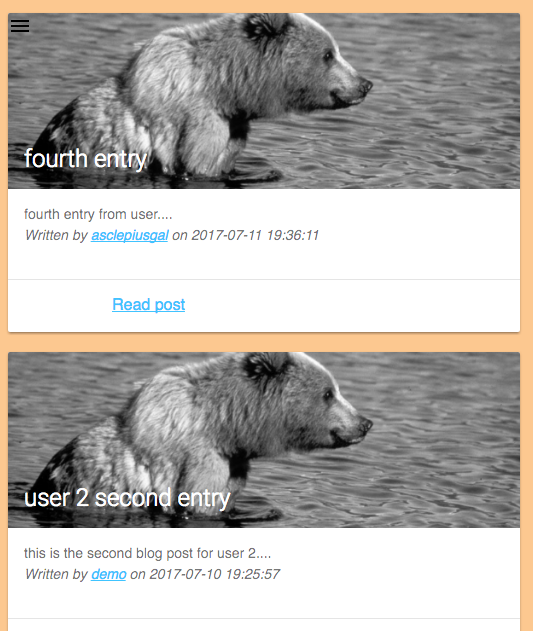 fourth entry
fourth entry from user....
Written by asclepiusgal on 2017-07-11 19:36:11
Read post
user 2 second entry
this is the second blog post for user 2....
Written by demo on 2017-07-10 19:25:57